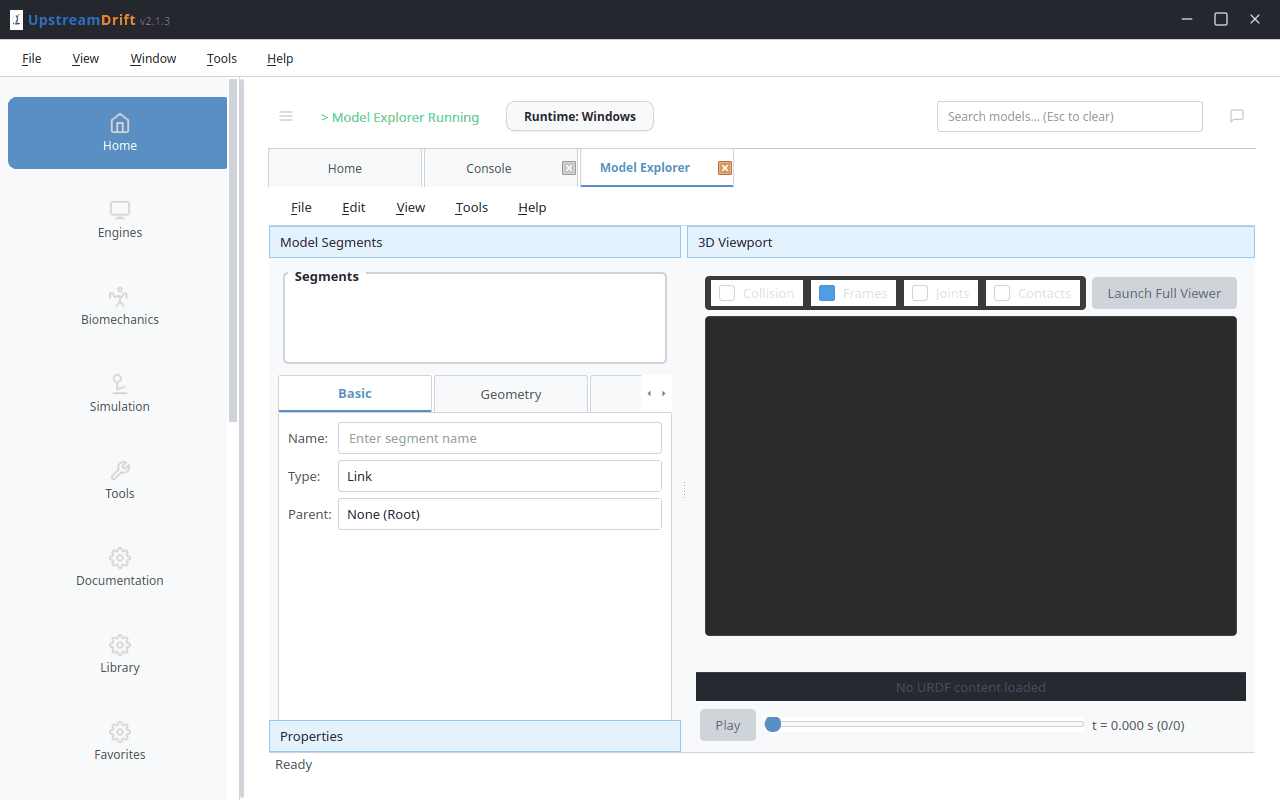 UpstreamDrift v2.1.3
File View Window Tools Help
Home
Engines
Biomechanics
Simulation
Tools
Documentation
Library
Favorites
> Model Explorer Running
Runtime: Windows
Search models... (Esc to clear)
Home
Console
Model Explorer
File Edit View Tools Help
Model Segments
Segments
Basic
Geometry
Name: Enter segment name
Type: Link
Parent: None (Root)
Properties
3D Viewport
Collision Frames Joints Contacts
Launch Full Viewer
No URDF content loaded
Play
t = 0.000 s (0/0)
Ready